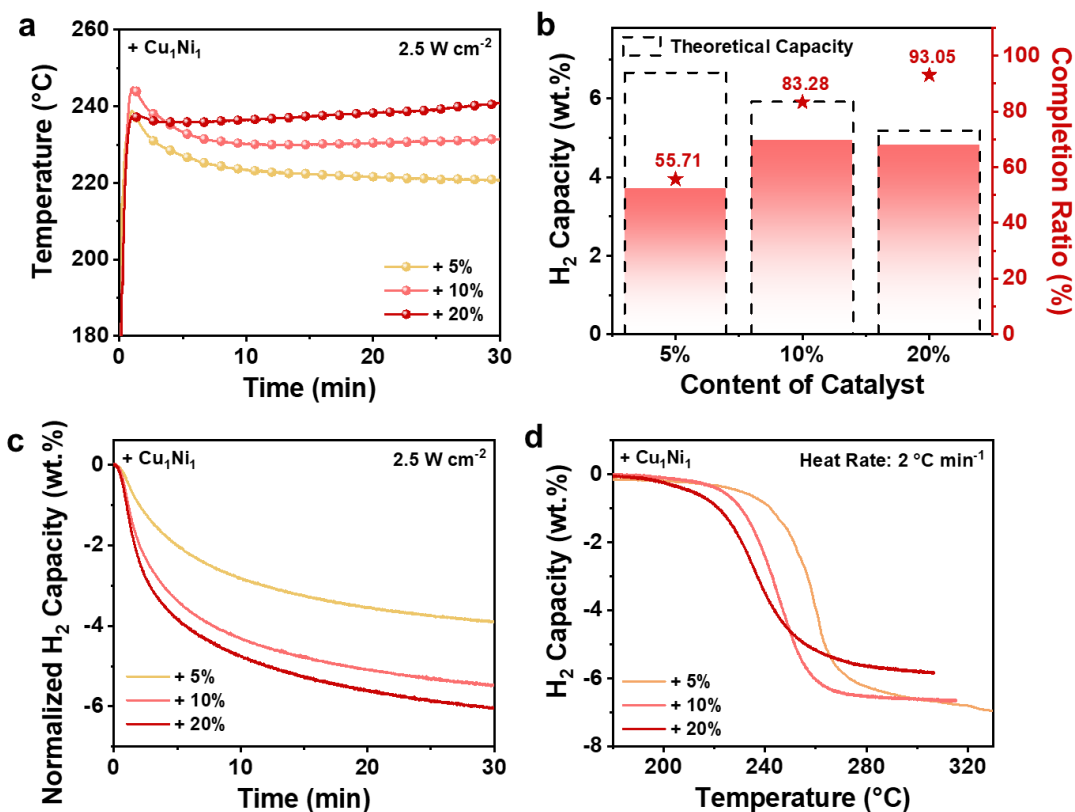 a
+ Cu₁Ni₁
2.5 W cm⁻²
260
240
220
200
180
Temperature (°C)
+ 5%
+ 10%
+ 20%
0
10
20
30
Time (min)
b
Theoretical Capacity
6
4
2
0
H₂ Capacity (wt.%)
55.71
83.28
93.05
100
80
60
40
20
0
Completion Ratio (%)
5%
10%
20%
Content of Catalyst
c
+ Cu₁Ni₁
2.5 W cm⁻²
0
-2
-4
-6
Normalized H₂ Capacity (wt.%)
+ 5%
+ 10%
+ 20%
0
10
20
30
Time (min)
d
+ Cu₁Ni₁
Heat Rate: 2 °C min⁻¹
0
-2
-4
-6
-8
H₂ Capacity (wt.%)
+ 5%
+ 10%
+ 20%
200
240
280
320
Temperature (°C)